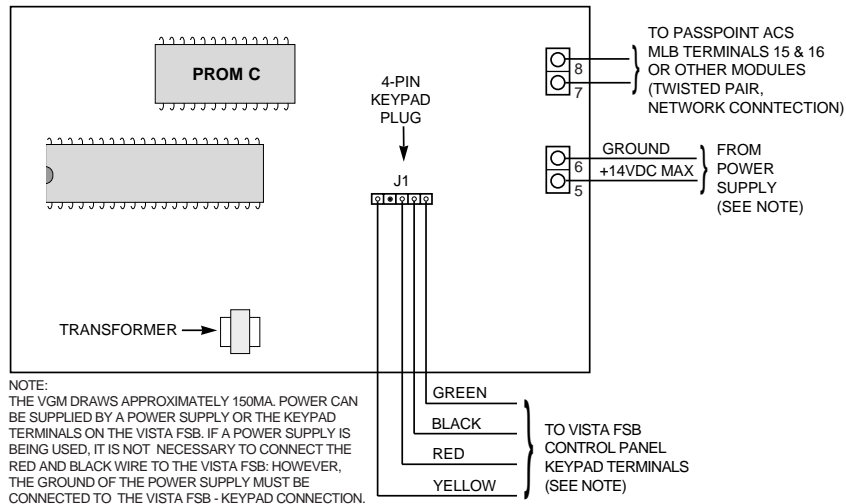 PROM C
4-PIN
KEYPAD
PLUG
J1
8
7
TO PASSPOINT ACS
MLB TERMINALS 15 & 16
OR OTHER MODULES
(TWISTED PAIR,
NETWORK CONNTECTION)
6
5
GROUND
+14VDC MAX
FROM
POWER
SUPPLY
(SEE NOTE)
TRANSFORMER
NOTE:
THE VGM DRAWS APPROXIMATELY 150MA. POWER CAN
BE SUPPLIED BY A POWER SUPPLY OR THE KEYPAD
TERMINALS ON THE VISTA FSB. IF A POWER SUPPLY IS
BEING USED, IT IS NOT NECESSARY TO CONNECT THE
RED AND BLACK WIRE TO THE VISTA FSB: HOWEVER,
THE GROUND OF THE POWER SUPPLY MUST BE
CONNECTED TO THE VISTA FSB - KEYPAD CONNECTION.
GREEN
BLACK
RED
YELLOW
TO VISTA FSB
CONTROL PANEL
KEYPAD TERMINALS
(SEE NOTE)